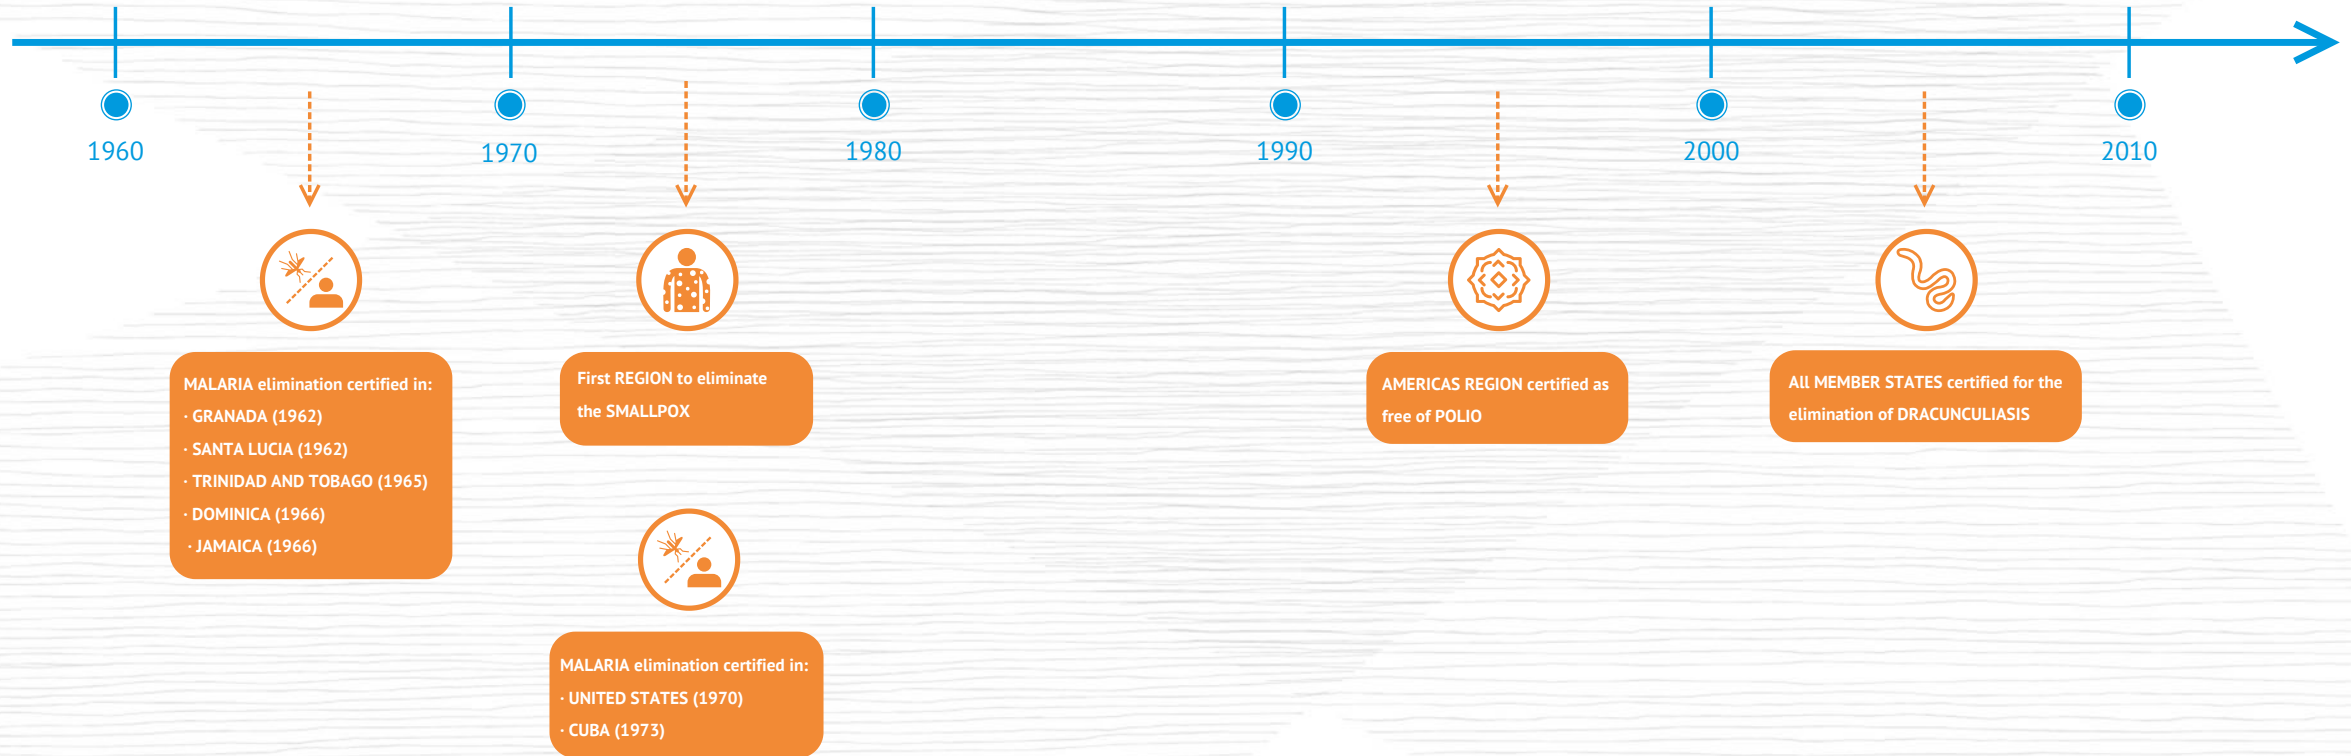 1960
1970
1980
1990
2000
2010
MALARIA elimination certified in:
· GRANADA (1962)
· SANTA LUCIA (1962)
· TRINIDAD AND TOBAGO (1965)
· DOMINICA (1966)
· JAMAICA (1966)
First REGION to eliminate
the SMALLPOX
MALARIA elimination certified in:
· UNITED STATES (1970)
· CUBA (1973)
AMERICAS REGION certified as
free of POLIO
All MEMBER STATES certified for the
elimination of DRACUNCULIASIS